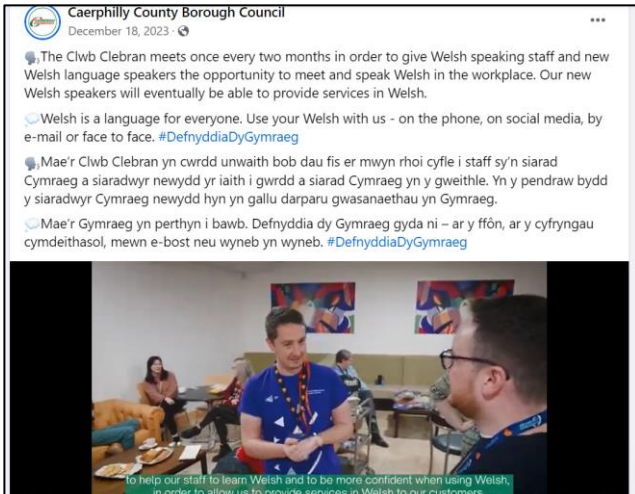 Caerphilly County Borough Council
December 18, 2023
The Clwb Clebran meets once every two months in order to give Welsh speaking staff and new
Welsh language speakers the opportunity to meet and speak Welsh in the workplace. Our new
Welsh speakers will eventually be able to provide services in Welsh.
Welsh is a language for everyone. Use your Welsh with us - on the phone, on social media, by
e-mail or face to face. #DefnyddiaDyGymraeg
Mae'r Clwb Clebran yn cwrdd unwaith bob dau fis er mwyn rhoi cyfle i staff sy'n siarad
Cymraeg a siaradwyr newydd yr iaith i gwrdd a siarad Cymraeg yn y gweithle. Yn y pendraw bydd
y siaradwyr Cymraeg newydd hyn yn gallu darparu gwasanaethau yn Gymraeg.
Mae'r Gymraeg yn perthyn i bawb. Defnyddia dy Gymraeg gyda ni – ar y ffôn, ar y cyfryngau
cymdeithasol, mewn e-bost neu wyneb yn wyneb. #DefnyddiaDyGymraeg
to help our staff to learn Welsh and to be more confident when using Welsh,
in order to allow us to provide services in Welsh to our customers